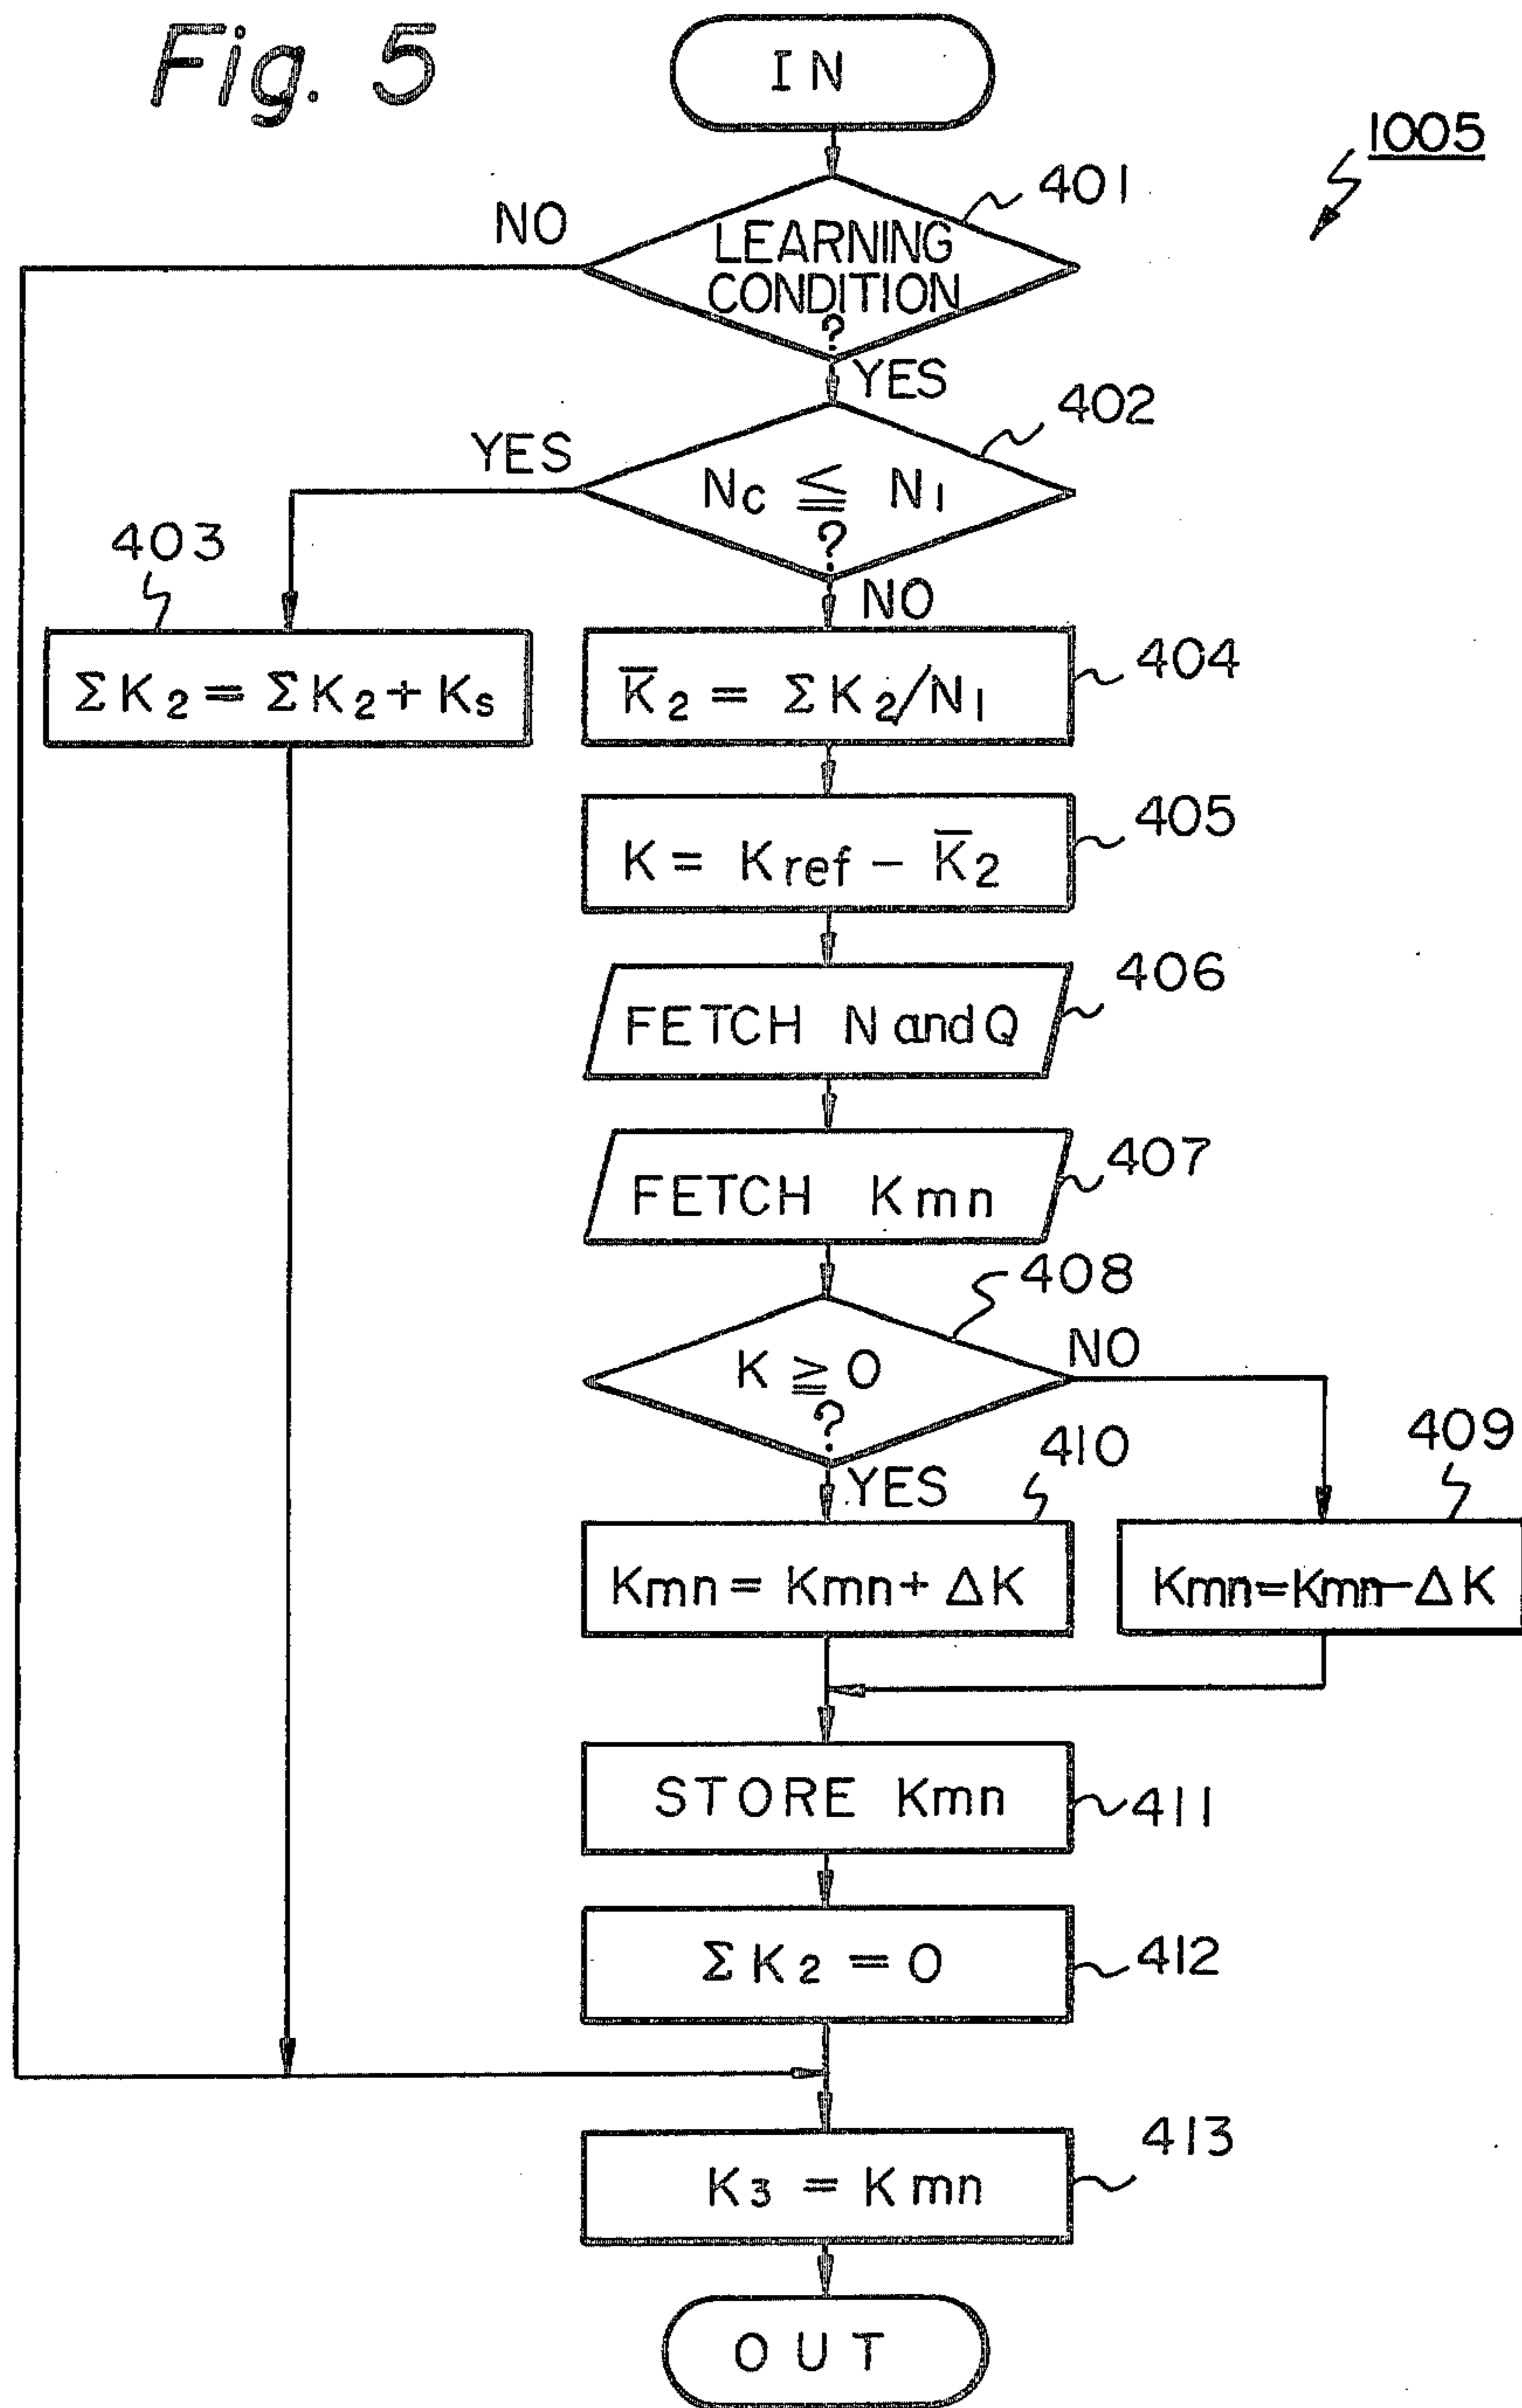 Fig. 5
IN
1005
401
NO
LEARNING
CONDITION
?
YES
402
YES
Nc ≦ N1
?
NO
403
ΣK2 = ΣK2 + Ks
404
K̅2 = ΣK2/N1
405
K = Kref - K̅2
406
FETCH N and Q
407
FETCH Kmn
408
K ≧ 0
?
NO
YES
410
409
Kmn = Kmn + ΔK
Kmn = Kmn - ΔK
STORE Kmn
411
ΣK2 = 0
412
413
K3 = Kmn
OUT